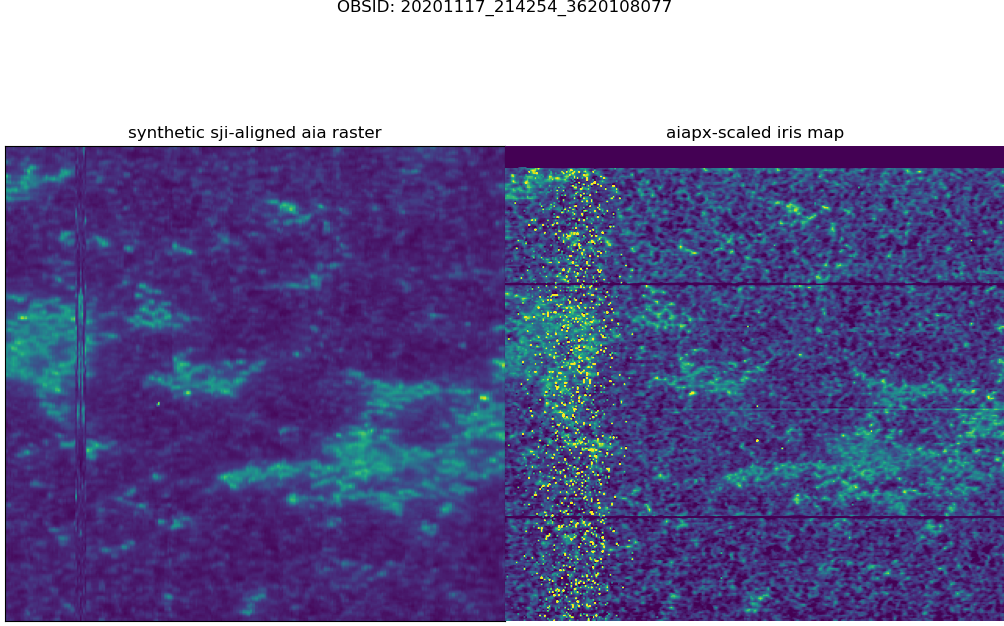 OBSID: 20201117_214254_3620108077
synthetic sji-aligned aia raster
aiapx-scaled iris map